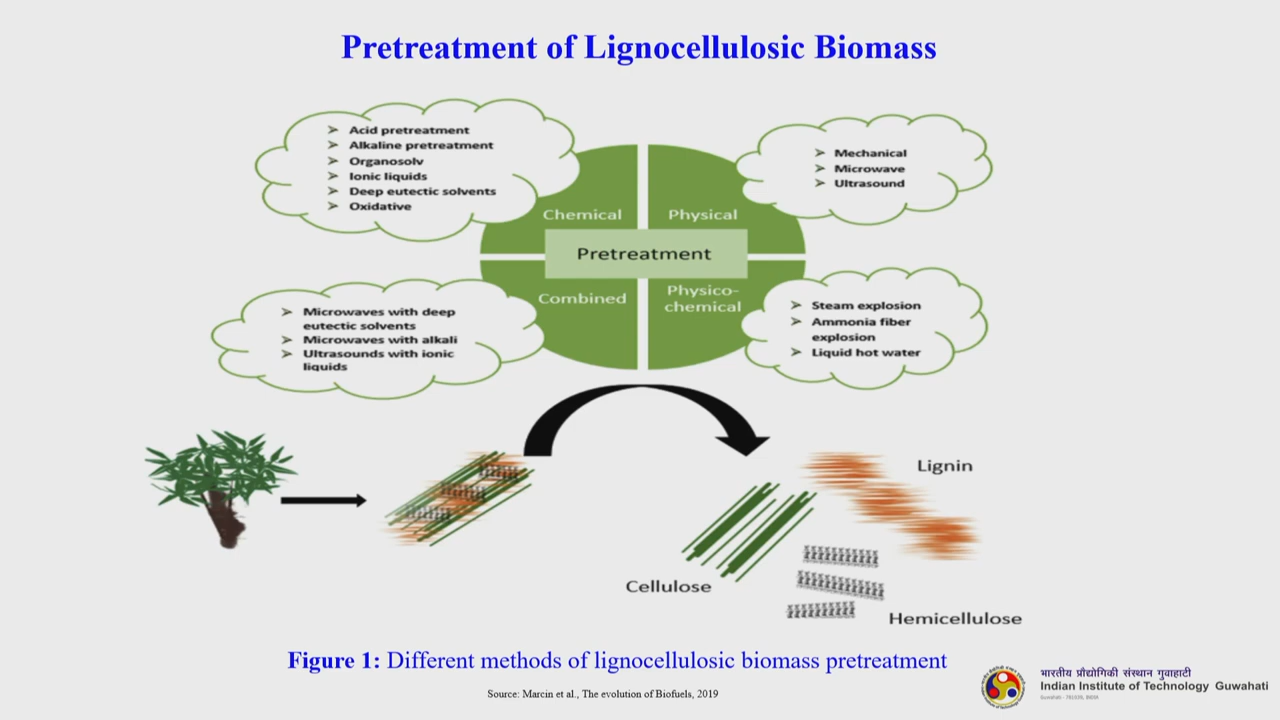 Pretreatment of Lignocellulosic Biomass
➢ Acid pretreatment
➢ Alkaline pretreatment
➢ Organosolv
➢ Ionic liquids
➢ Deep eutectic solvents
➢ Oxidative
➢ Mechanical
➢ Microwave
➢ Ultrasound
Chemical
Physical
Pretreatment
Combined
Physico-
chemical
➢ Microwaves with deep
eutectic solvents
➢ Microwaves with alkali
➢ Ultrasounds with ionic
liquids
➢ Steam explosion
➢ Ammonia fiber
explosion
➢ Liquid hot water
Lignin
Cellulose
Hemicellulose
Figure 1: Different methods of lignocellulosic biomass pretreatment
Source: Marcin et al., The evolution of Biofuels, 2019
भारतीय प्रौद्योगिकी संस्थान गुवाहाटी
Indian Institute of Technology Guwahati
Guwahati - 781039, INDIA